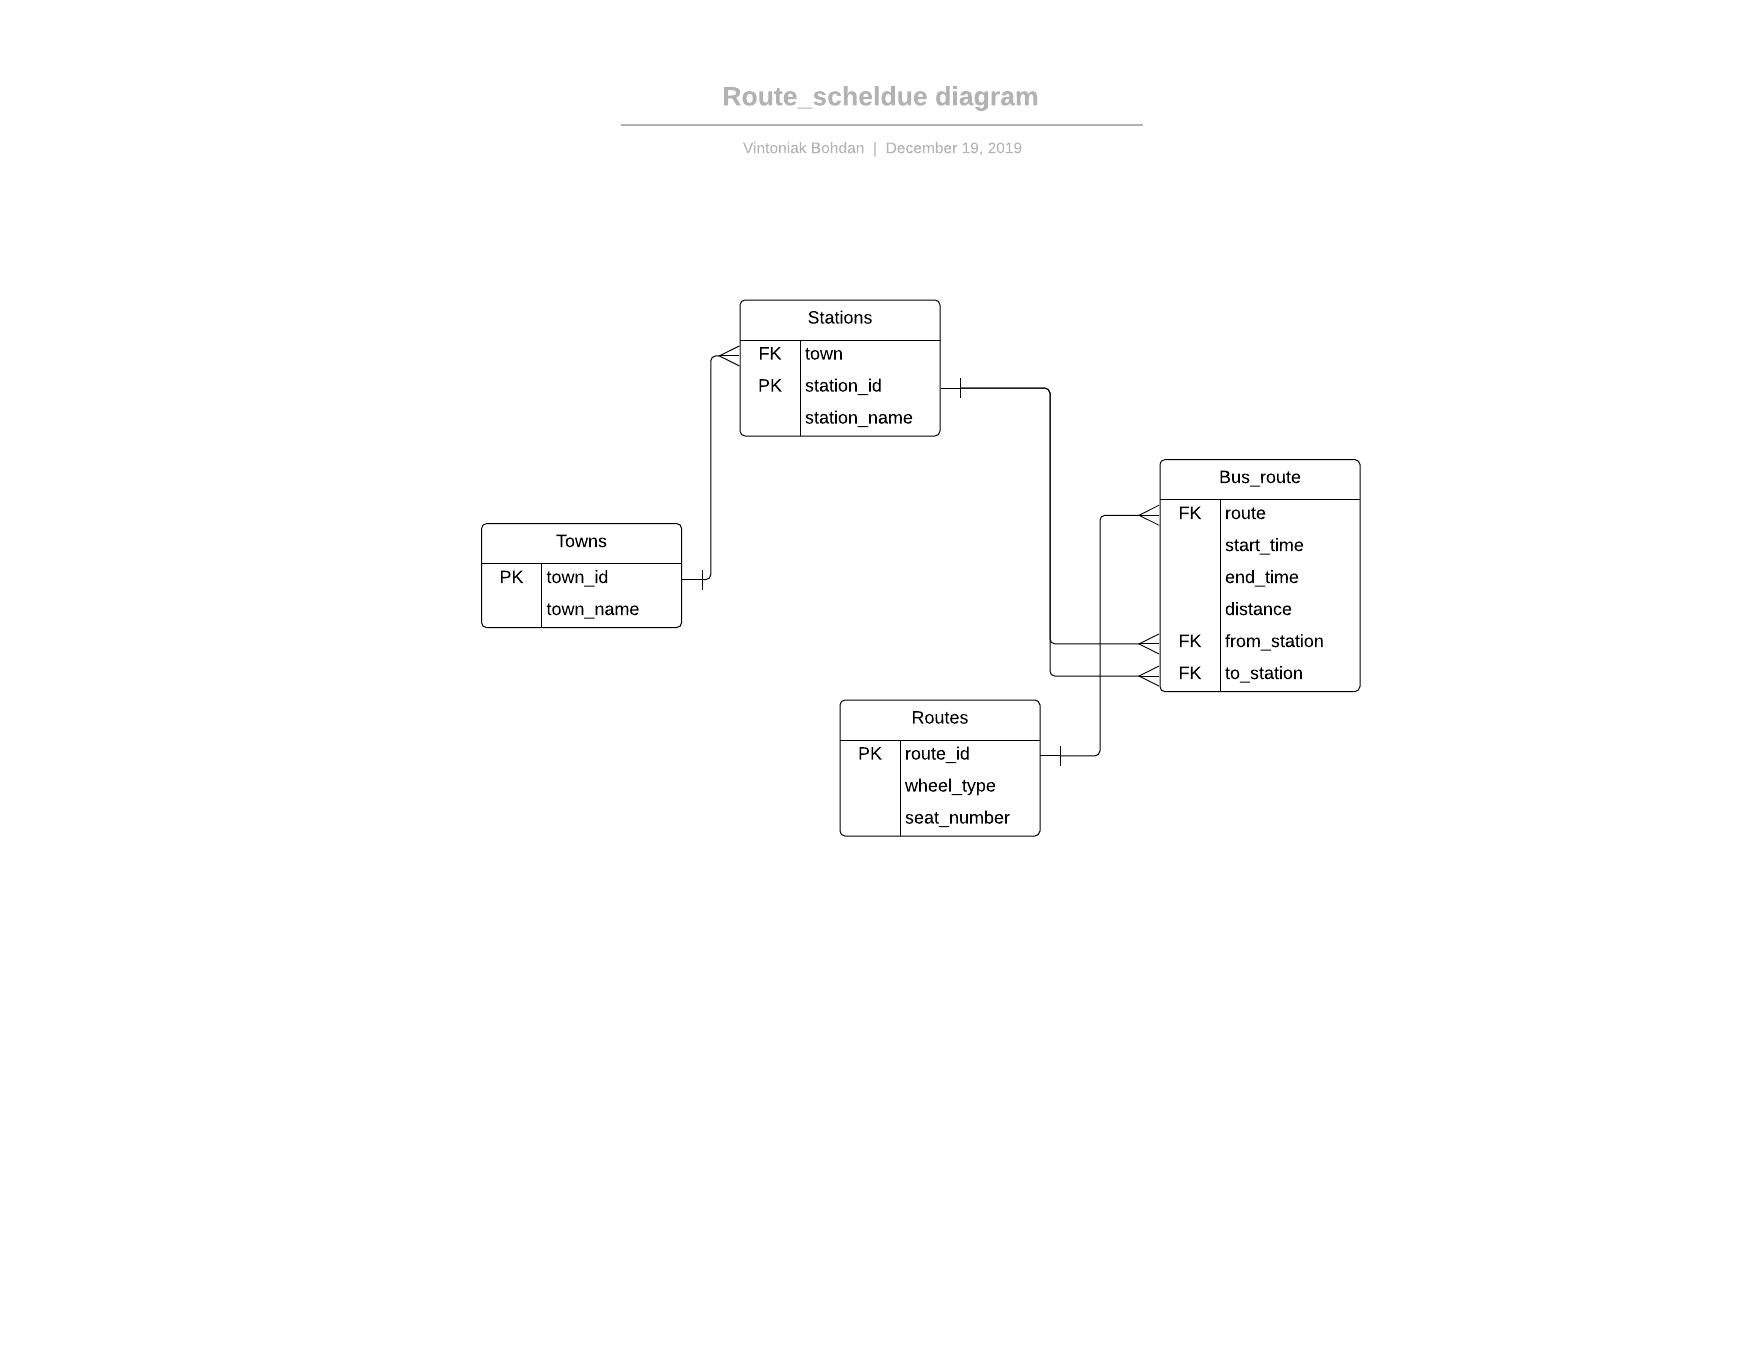 Route_scheldue diagram
Vintoniak Bohdan | December 19, 2019
Stations
FK town
PK station_id
station_name
Towns
PK town_id
town_name
Bus_route
FK route
start_time
end_time
distance
FK from_station
FK to_station
Routes
PK route_id
wheel_type
seat_number